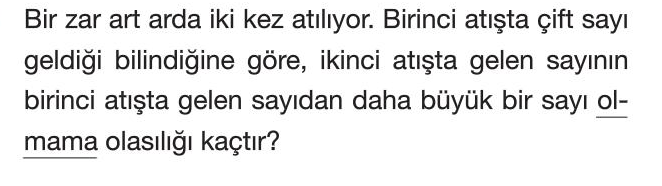 Bir zar art arda iki kez atılıyor. Birinci atışta çift sayı
geldiği bilindiğine göre, ikinci atışta gelen sayının
birinci atışta gelen sayıdan daha büyük bir sayı ol-
mama olasılığı kaçtır?